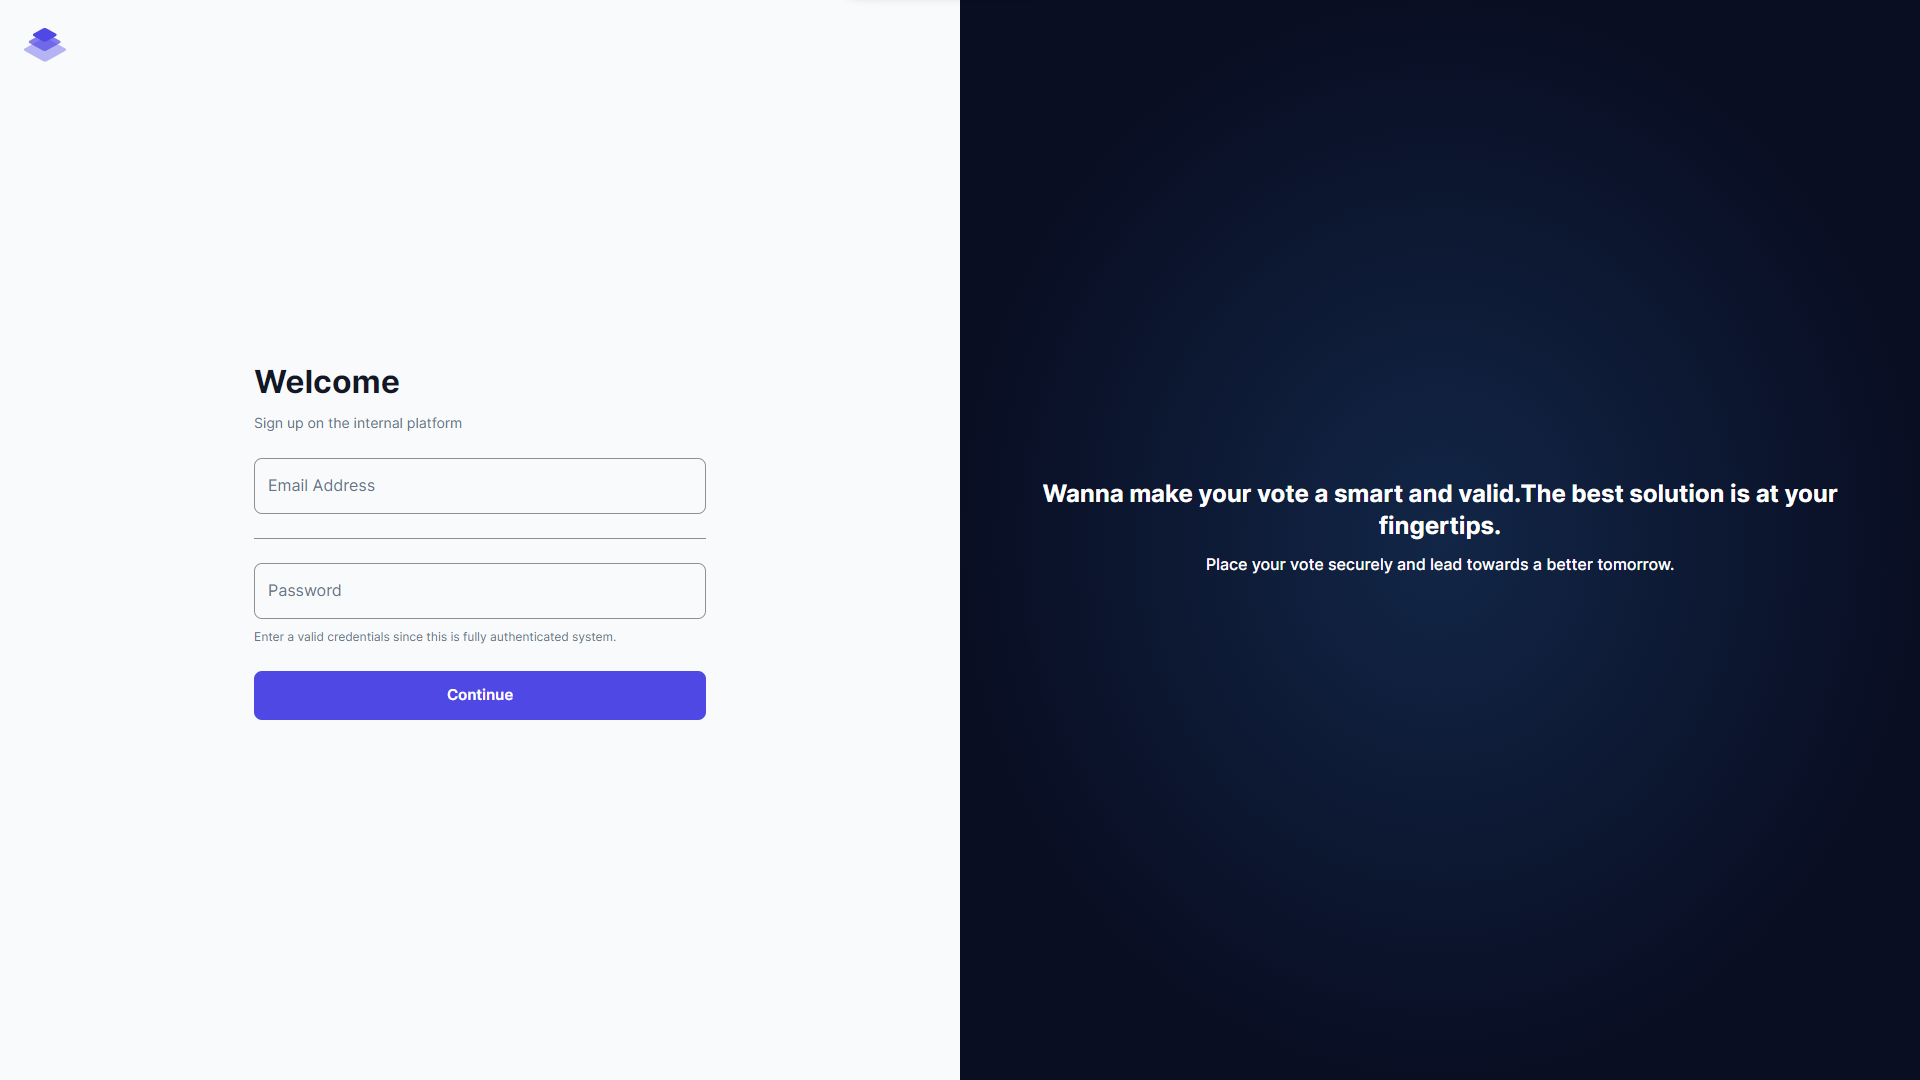 Welcome
Sign up on the internal platform
Email Address
Password
Enter a valid credentials since this is fully authenticated system.
Continue
Wanna make your vote a smart and valid.The best solution is at your
fingertips.
Place your vote securely and lead towards a better tomorrow.